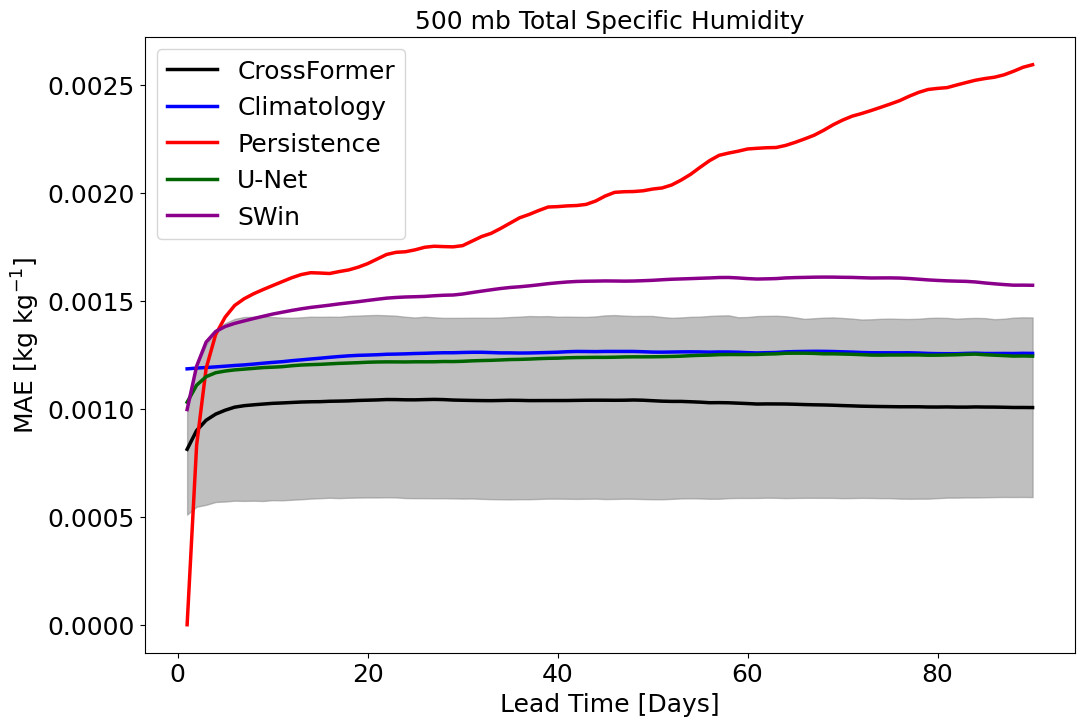 500 mb Total Specific Humidity
CrossFormer
Climatology
Persistence
U-Net
SWin
MAE [kg kg⁻¹]
0.0025
0.0020
0.0015
0.0010
0.0005
0.0000
0 20 40 60 80
Lead Time [Days]